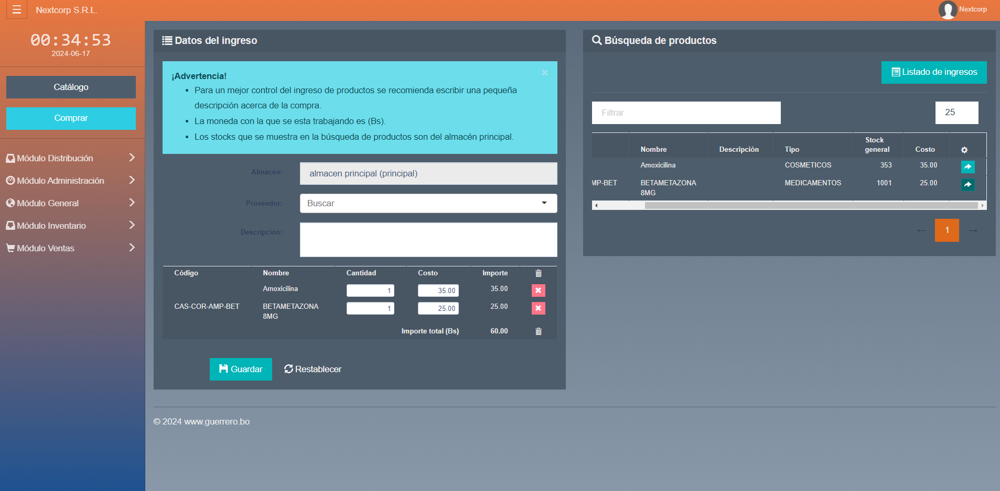 Nextcorp S.R.L.
Nextcorp
00:34:53
2024-06-17
Catálogo
Comprar
Módulo Distribución
Módulo Administración
Módulo General
Módulo Inventario
Módulo Ventas
Datos del ingreso
¡Advertencia!
Para un mejor control del ingreso de productos se recomienda escribir una pequeña
descripción acerca de la compra.
La moneda con la que se esta trabajando es (Bs).
Los stocks que se muestra en la búsqueda de productos son del almacén principal.
Almacén: almacen principal (principal)
Proveedor: Buscar
Descripción:
Código Nombre Cantidad Costo Importe
Amoxicilina 1 35.00 35.00
CAS-COR-AMP-BET BETAMETAZONA 1 25.00 25.00
8MG
Importe total (Bs) 60.00
Guardar Restablecer
Búsqueda de productos
Listado de ingresos
Filtrar 25
Stock
Nombre Descripción Tipo general Costo
Amoxicilina COSMETICOS 353 35.00
MP-BET BETAMETAZONA MEDICAMENTOS 1001 25.00
8MG
← 1 →
© 2024 www.guerrero.bo